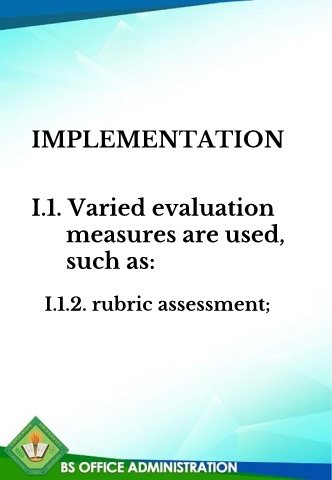 IMPLEMENTATION
I.1. Varied evaluation
measures are used,
such as:
I.1.2. rubric assessment;
BS OFFICE ADMINISTRATION